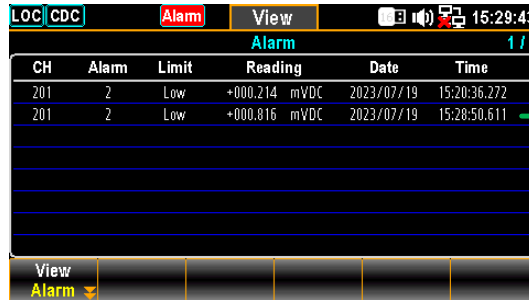 LOC CDC Alarm View 15:29:43
Alarm 1 /
CH Alarm Limit Reading Date Time
201 2 Low +000.214 mVDC 2023/07/19 15:20:36.272
201 2 Low +000.816 mVDC 2023/07/19 15:28:50.611
View
Alarm